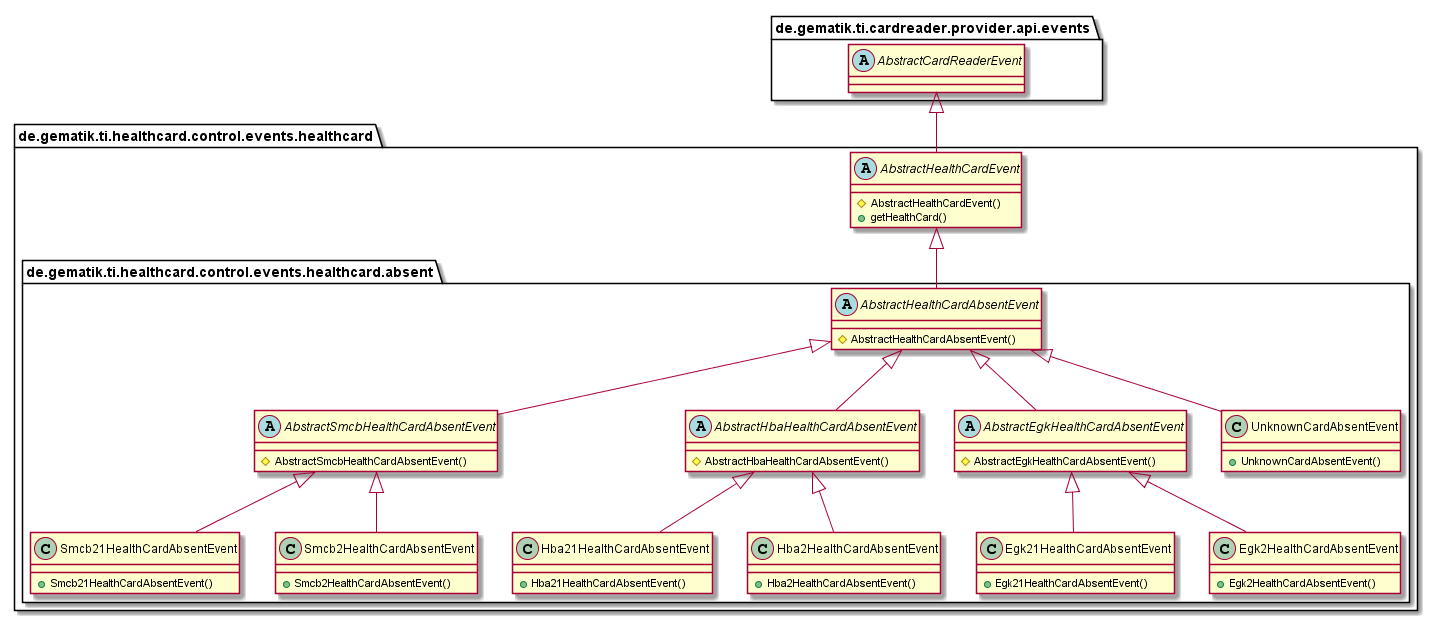 de.gematik.ti.cardreader.provider.api.events
A AbstractCardReaderEvent
de.gematik.ti.healthcard.control.events.healthcard
A AbstractHealthCardEvent
AbstractHealthCardEvent()
getHealthCard()
de.gematik.ti.healthcard.control.events.healthcard.absent
A AbstractHealthCardAbsentEvent
AbstractHealthCardAbsentEvent()
A AbstractSmcbHealthCardAbsentEvent
AbstractSmcbHealthCardAbsentEvent()
A AbstractHbaHealthCardAbsentEvent
AbstractHbaHealthCardAbsentEvent()
A AbstractEgkHealthCardAbsentEvent
AbstractEgkHealthCardAbsentEvent()
C UnknownCardAbsentEvent
UnknownCardAbsentEvent()
C Smcb21HealthCardAbsentEvent
Smcb21HealthCardAbsentEvent()
C Smcb2HealthCardAbsentEvent
Smcb2HealthCardAbsentEvent()
C Hba21HealthCardAbsentEvent
Hba21HealthCardAbsentEvent()
C Hba2HealthCardAbsentEvent
Hba2HealthCardAbsentEvent()
C Egk21HealthCardAbsentEvent
Egk21HealthCardAbsentEvent()
C Egk2HealthCardAbsentEvent
Egk2HealthCardAbsentEvent()